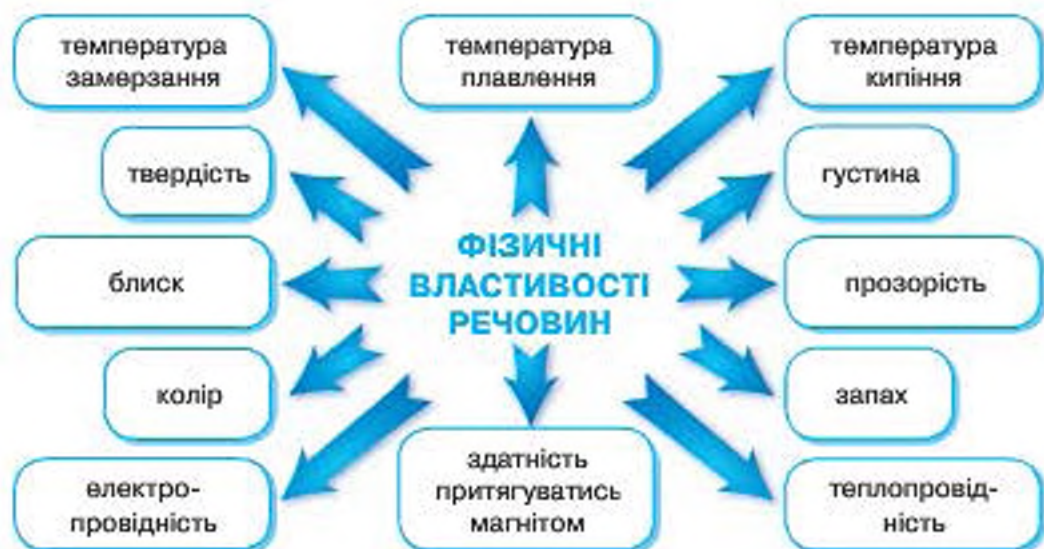 температура
замерзання
температура
плавлення
температура
кипіння
твердість
густина
ФІЗИЧНІ
ВЛАСТИВОСТІ
РЕЧОВИН
блиск
прозорість
колір
запах
електро-
провідність
здатність
притягуватись
магнітом
теплопровід-
ність